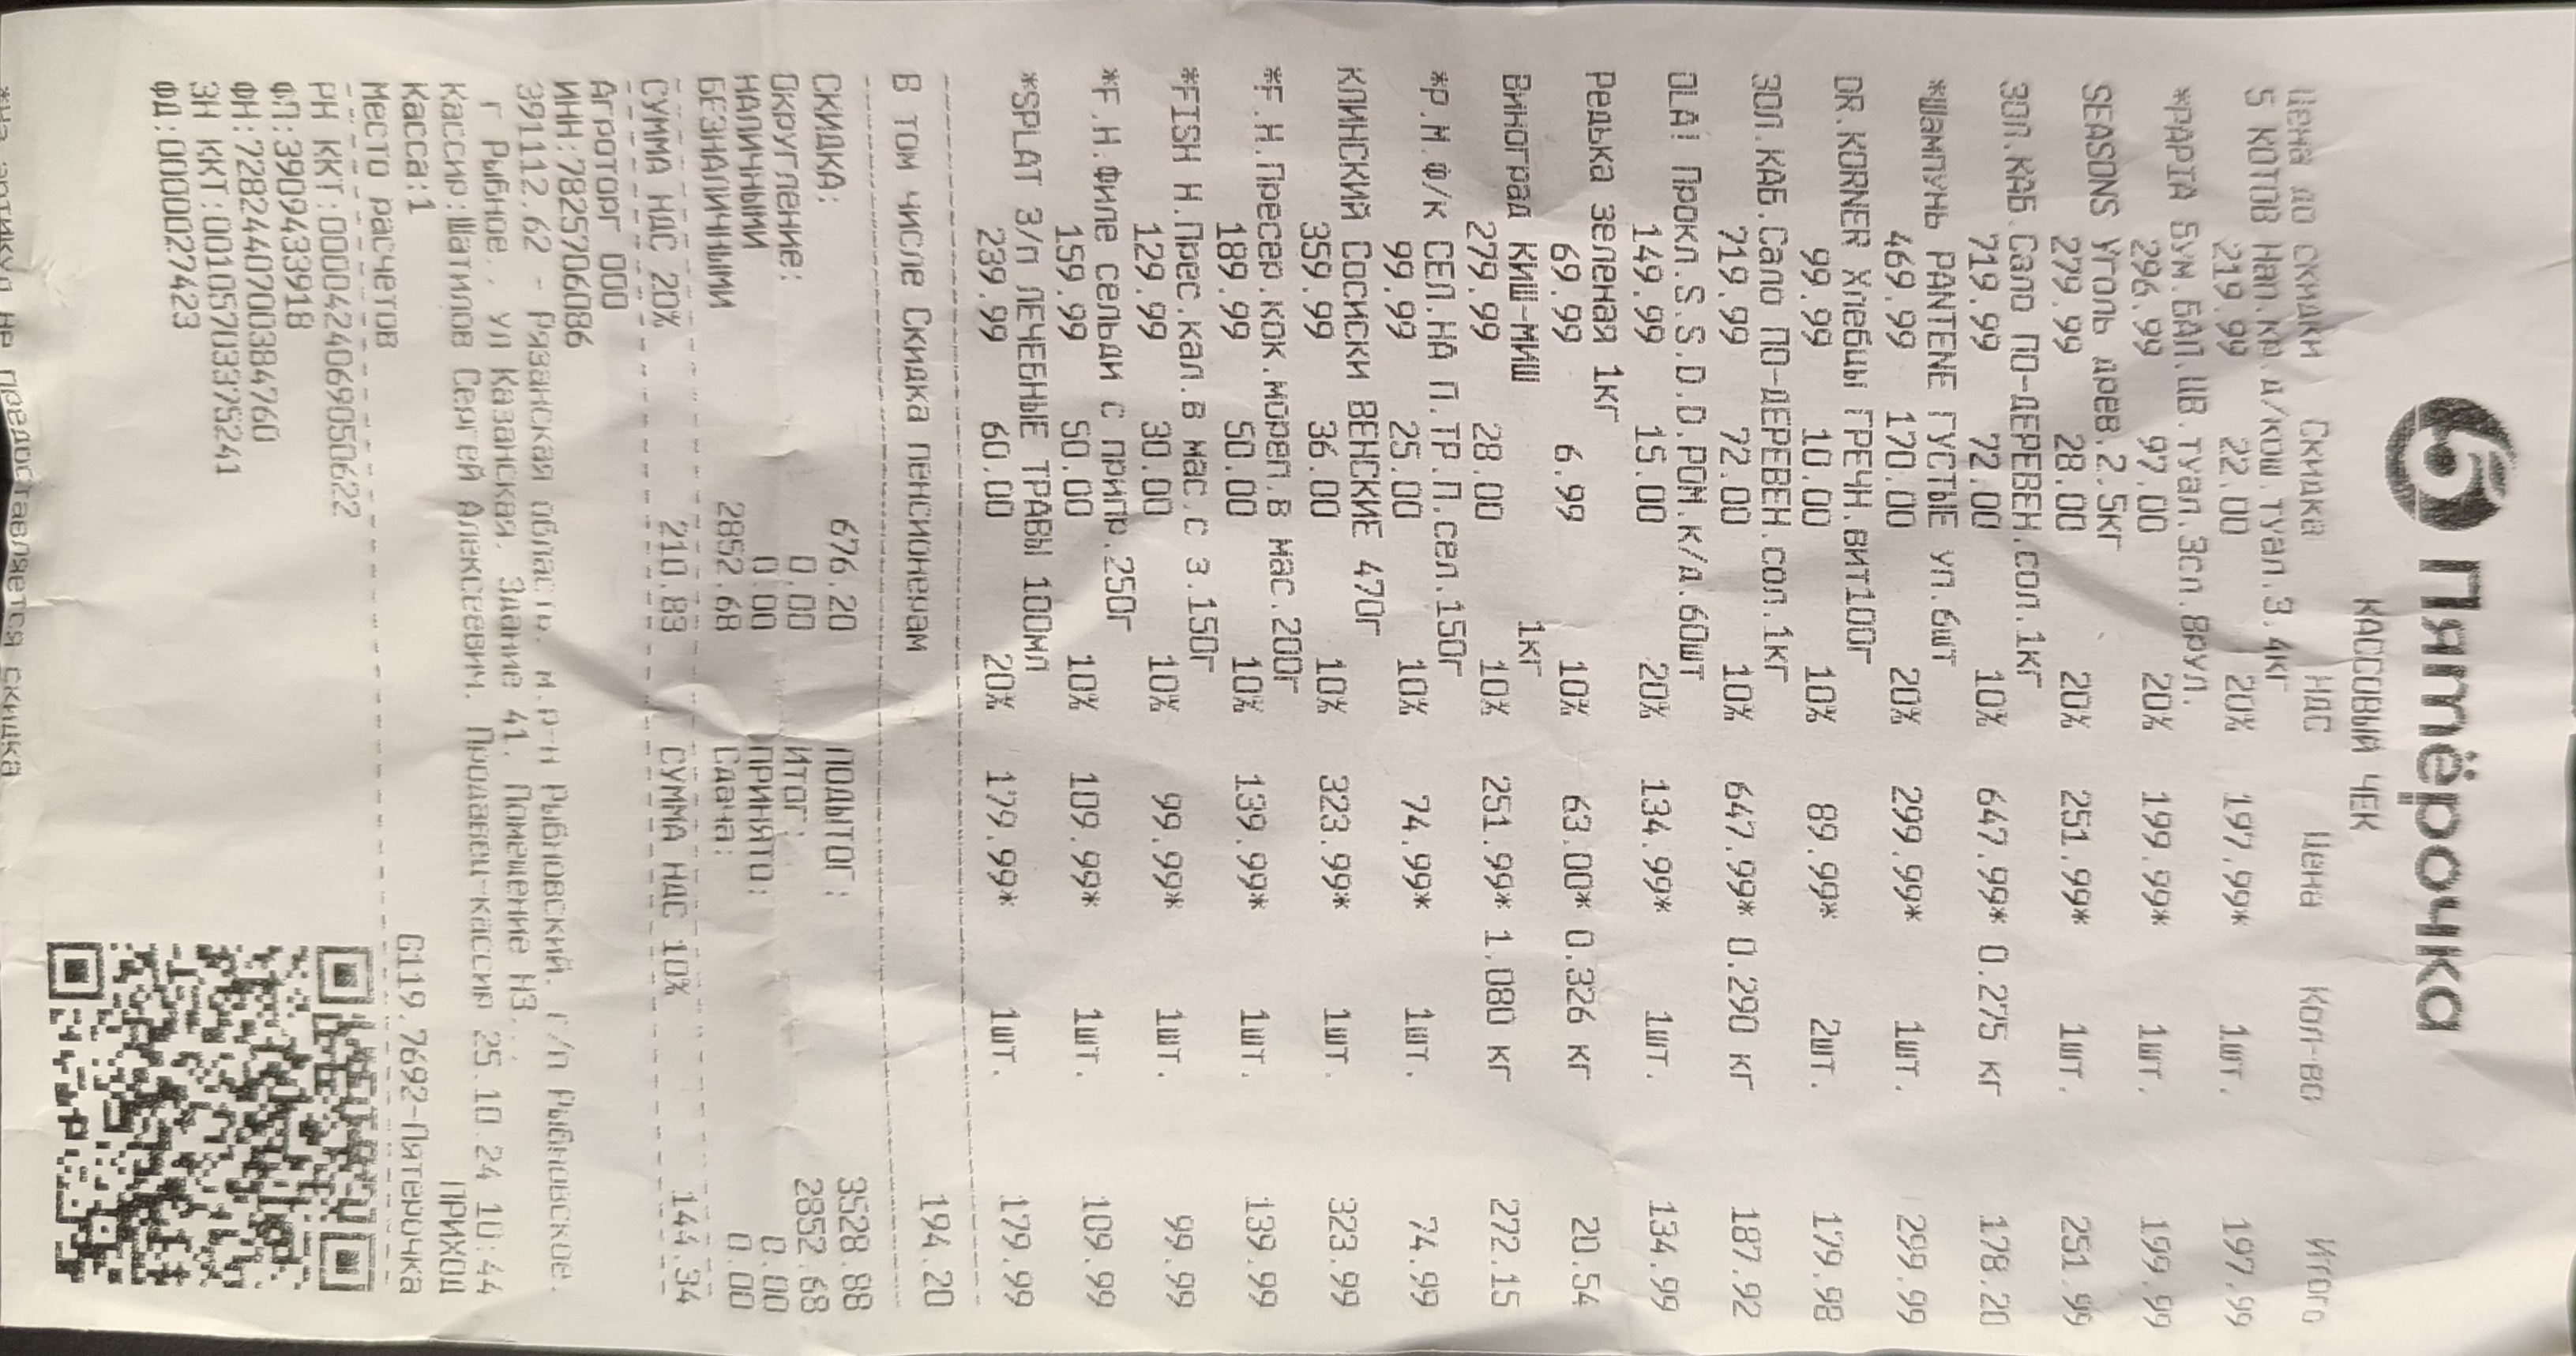 Пятёрочка
КАССОВЫЙ ЧЕК
Цена до скидки Скидка НДС Цена Кол-во Итого
5 КОТОВ Нап.кр.д/кош.туал.3.4кг
219.99 22.00 20% 197.99* 1шт. 197.99
*PAPIA Бум.БАЛ.ЦВ.туал.3сл.8рул.
296.99 97.00 20% 199.99* 1шт. 199.99
SEASONS Уголь древ.2.5кг
279.99 28.00 20% 251.99* 1шт. 251.99
ЗОЛ.КАБ.Сало ПО-ДЕРЕВЕН.сол.1кг
719.99 72.00 10% 647.99* 0.275 кг 178.20
*Шампунь PANTENE ГУСТЫЕ уп.6шт
469.99 170.00 20% 299.99* 1шт. 299.99
DR.KORNER Хлебцы ГРЕЧН.вит100г
99.99 10.00 10% 89.99* 2шт. 179.98
ЗОЛ.КАБ.Сало ПО-ДЕРЕВЕН.сол.1кг
719.99 72.00 10% 647.99* 0.290 кг 187.92
OLA! Прокл.S.S.D.D.РОМ.к/д.60шт
149.99 15.00 20% 134.99* 1шт. 134.99
Редька зеленая 1кг
69.99 6.99 10% 63.00* 0.326 кг 20.54
Виноград КИШ-МИШ 1кг
279.99 28.00 10% 251.99* 1.080 кг 272.15
*Р.М.Ф/К СЕЛ.НА П.ТР.П.сел.150г
99.99 25.00 10% 74.99* 1шт. 74.99
КЛИНСКИЙ Сосиски ВЕНСКИЕ 470г
359.99 36.00 10% 323.99* 1шт. 323.99
*F.H.Пресер.кок.морел.в мас.200г
189.99 50.00 10% 139.99* 1шт. 139.99
*FISH H.Прес.кал.в мас.с з.150г
129.99 30.00 10% 99.99* 1шт. 99.99
*F.H.Филе сельди с припр.250г
159.99 50.00 10% 109.99* 1шт. 109.99
*SPLAT З/п ЛЕЧЕБНЫЕ ТРАВЫ 100мл
239.99 60.00 20% 179.99* 1шт. 179.99
В том числе Скидка пенсионерам 194.20
СКИДКА: 676.20 ПОДЫТОГ: 3528.88
Округление: 0.00 ИТОГ: 2852.68
НАЛИЧНЫМИ 0.00 ПРИНЯТО: 0.00
БЕЗНАЛИЧНЫМИ 2852.68 Сдача: 0.00
СУММА НДС 20% 210.83 СУММА НДС 10% 144.34
Агроторг ООО
ИНН:7825706086
391112.62 - Рязанская область. м.р-н Рыбновский. г/п Рыбновское.
г Рыбное. ул Казанская. Здание 41. Помещение Н3.
Кассир:Шатилов Сергей Алексеевич. Продавец-кассир 25.10.24 10:44
Касса:1 ПРИХОД
Место расчетов G119.7692-Пятерочка
РН ККТ:0000424069050622
ФП:3909433918
ФН:7282440700384760
ЗН ККТ:00105703375241
ФД:0000027423
не предоставляется скидка